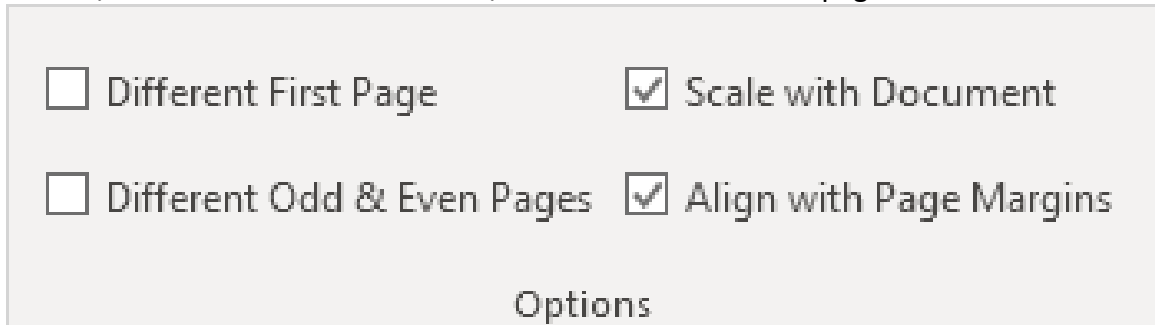 Different First Page
Scale with Document
Different Odd & Even Pages
Align with Page Margins
Options